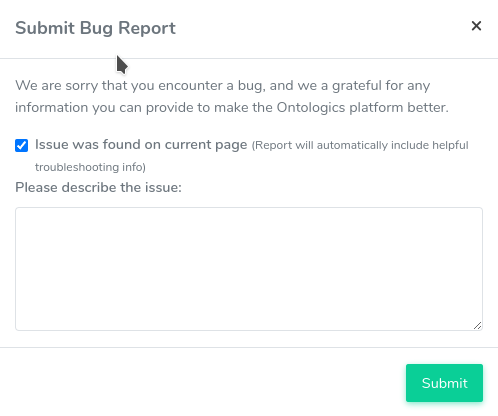 Submit Bug Report
We are sorry that you encounter a bug, and we a grateful for any
information you can provide to make the Ontologics platform better.
Issue was found on current page (Report will automatically include helpful
troubleshooting info)
Please describe the issue:
Submit